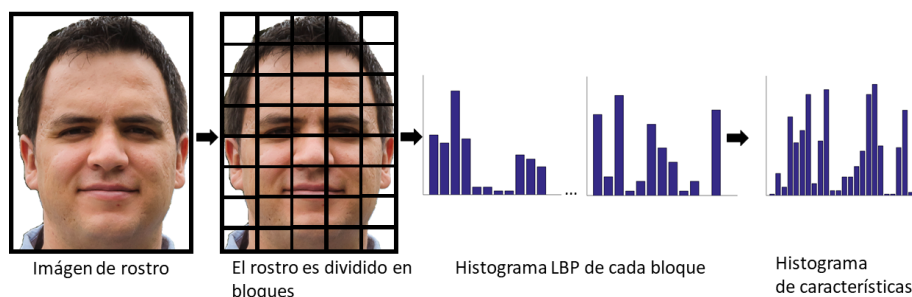 ...
Imágen de rostro
El rostro es dividido en
bloques
Histograma LBP de cada bloque
Histograma
de características